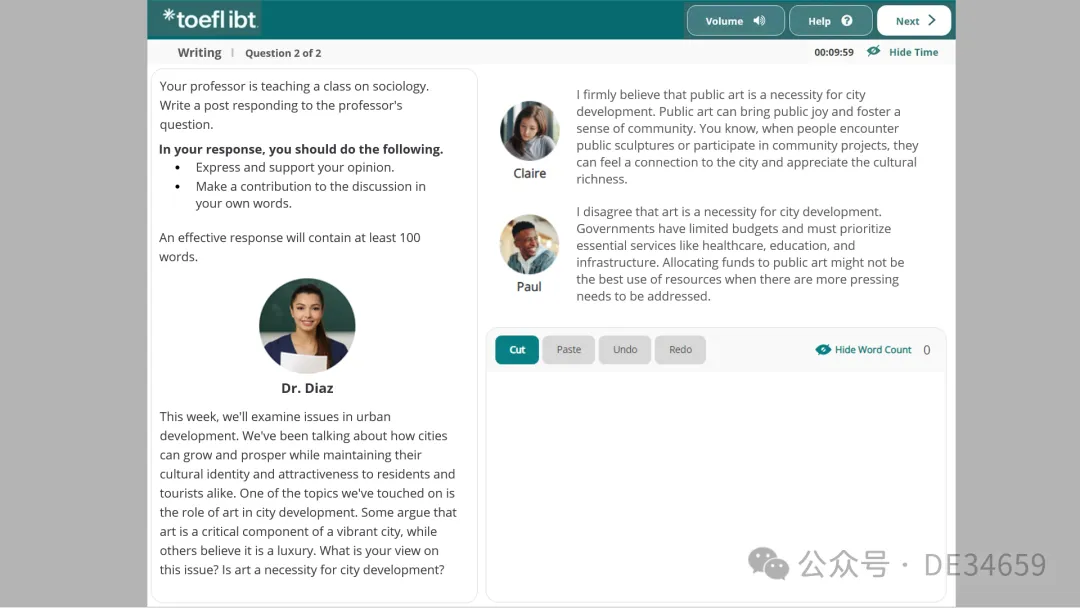 *toefl ibt.
Volume
Help
Next
Writing | Question 2 of 2
00:09:59
Hide Time
Your professor is teaching a class on sociology.
Write a post responding to the professor's
question.
In your response, you should do the following.
• Express and support your opinion.
• Make a contribution to the discussion in
your own words.
An effective response will contain at least 100
words.
Dr. Diaz
This week, we'll examine issues in urban
development. We've been talking about how cities
can grow and prosper while maintaining their
cultural identity and attractiveness to residents and
tourists alike. One of the topics we've touched on is
the role of art in city development. Some argue that
art is a critical component of a vibrant city, while
others believe it is a luxury. What is your view on
this issue? Is art a necessity for city development?
I firmly believe that public art is a necessity for city
development. Public art can bring public joy and foster a
sense of community. You know, when people encounter
public sculptures or participate in community projects, they
can feel a connection to the city and appreciate the cultural
richness.
Claire
I disagree that art is a necessity for city development.
Governments have limited budgets and must prioritize
essential services like healthcare, education, and
infrastructure. Allocating funds to public art might not be
the best use of resources when there are more pressing
needs to be addressed.
Paul
Cut
Paste
Undo
Redo
Hide Word Count 0
公众号 · DE34659